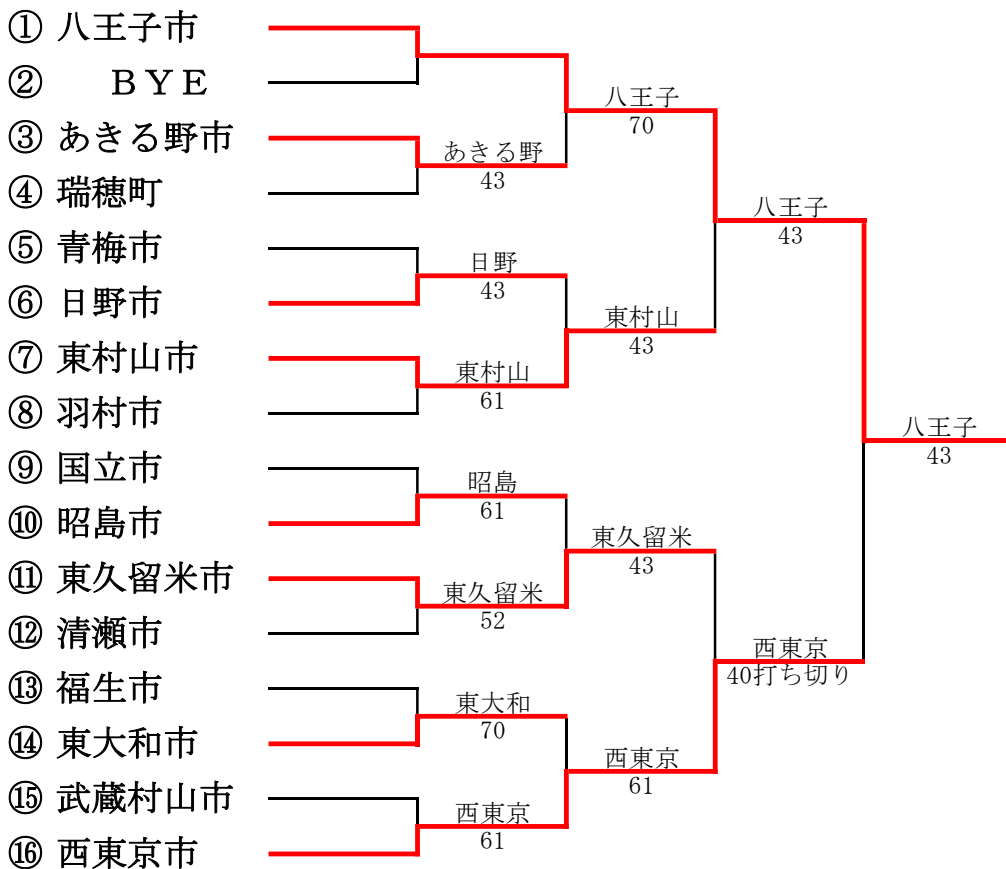 ① 八王子市
② BYE
③ あきる野市
④ 瑞穂町
⑤ 青梅市
⑥ 日野市
⑦ 東村山市
⑧ 羽村市
⑨ 国立市
⑩ 昭島市
⑪ 東久留米市
⑫ 清瀬市
⑬ 福生市
⑭ 東大和市
⑮ 武蔵村山市
⑯ 西東京市
あきる野
43
日野
43
東村山
61
昭島
61
東久留米
52
東大和
70
西東京
61
八王子
70
東村山
43
東久留米
43
西東京
61
八王子
43
西東京
40打ち切り
八王子
43